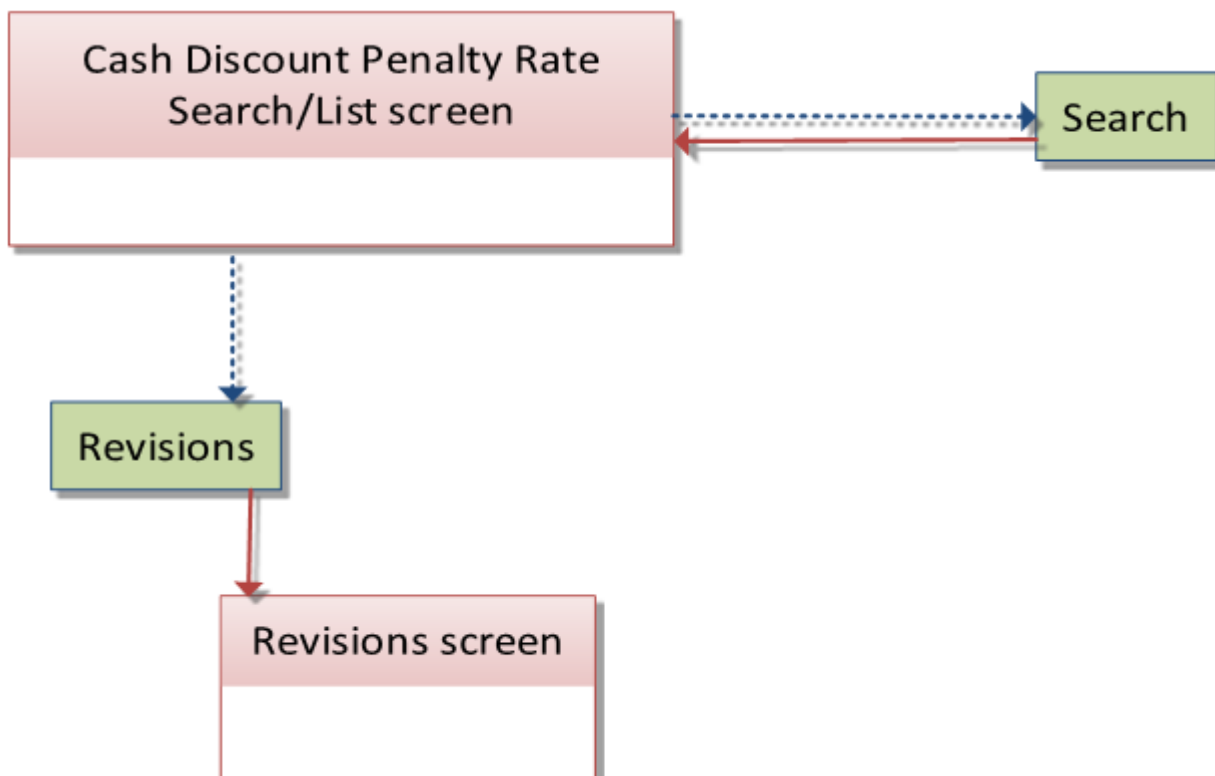 Cash Discount Penalty Rate
Search/List screen
Search
Revisions
Revisions screen